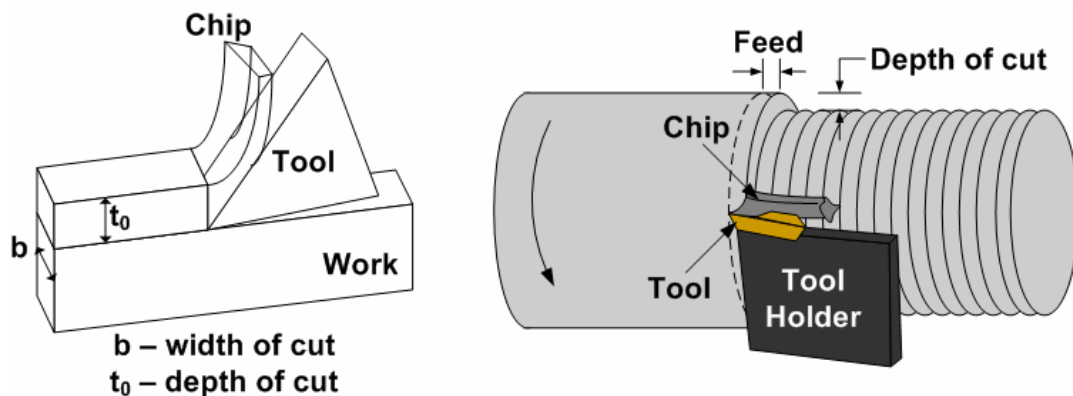 Chip
Tool
t₀
b
Work
b – width of cut
t₀ – depth of cut
Feed
Depth of cut
Chip
Tool
Tool
Holder